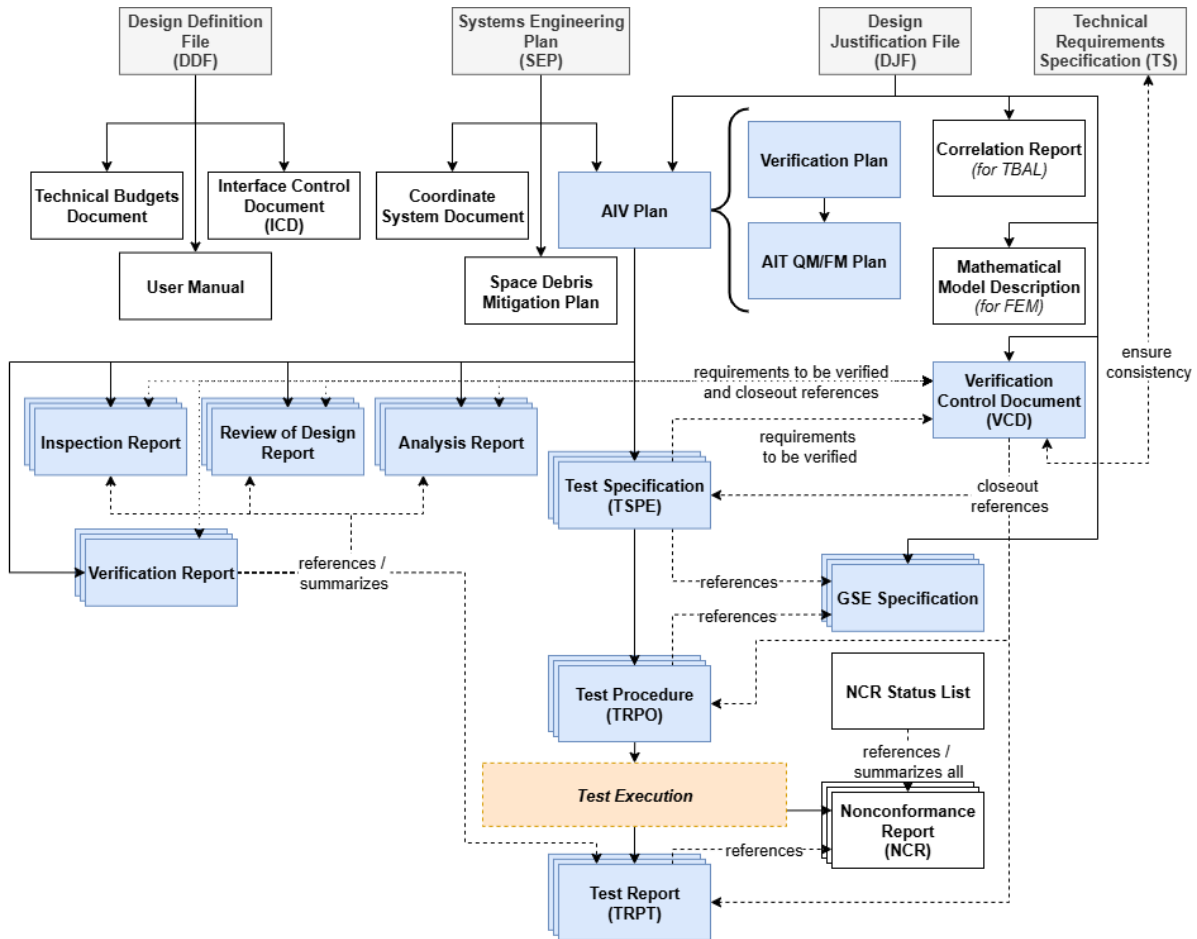 Design Definition
File
(DDF)
Systems Engineering
Plan
(SEP)
Design
Justification File
(DJF)
Technical
Requirements
Specification (TS)
Technical Budgets
Document
Interface Control
Document
(ICD)
User Manual
Coordinate
System Document
Space Debris
Mitigation Plan
AIV Plan
Verification Plan
AIT QM/FM Plan
Correlation Report
(for TBAL)
Mathematical
Model Description
(for FEM)
ensure
consistency
requirements to be verified
and closeout references
Verification
Control Document
(VCD)
Inspection Report
Review of Design
Report
Analysis Report
requirements
to be verified
Test Specification
(TSPE)
closeout
references
Verification Report
references /
summarizes
references
GSE Specification
references
Test Procedure
(TRPO)
NCR Status List
references /
summarizes all
Test Execution
Nonconformance
Report
(NCR)
references
Test Report
(TRPT)